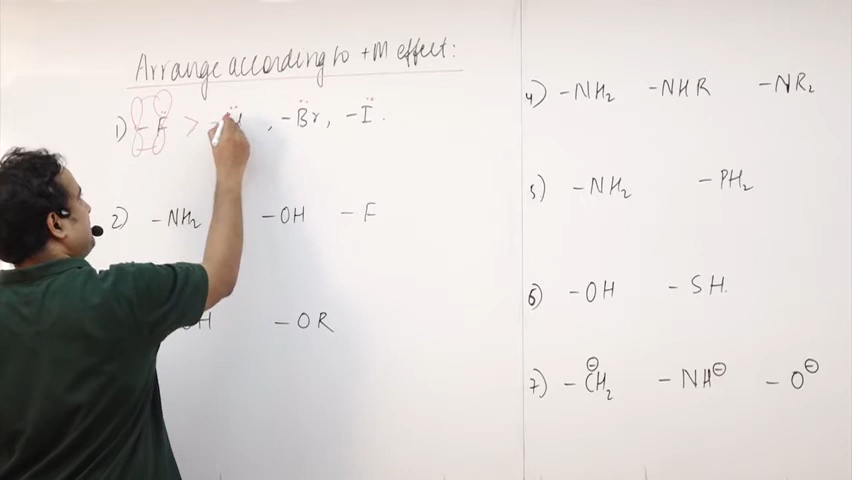 Arrange according to +M effect:
1) - F > - , - Br, - I.
2) - NH2 - OH - F
H - OR
4) - NH2 - NHR - NR2
5) - NH2 - PH2
6) - OH - SH.
7) - CH2⊖ - NH⊖ - O⊖